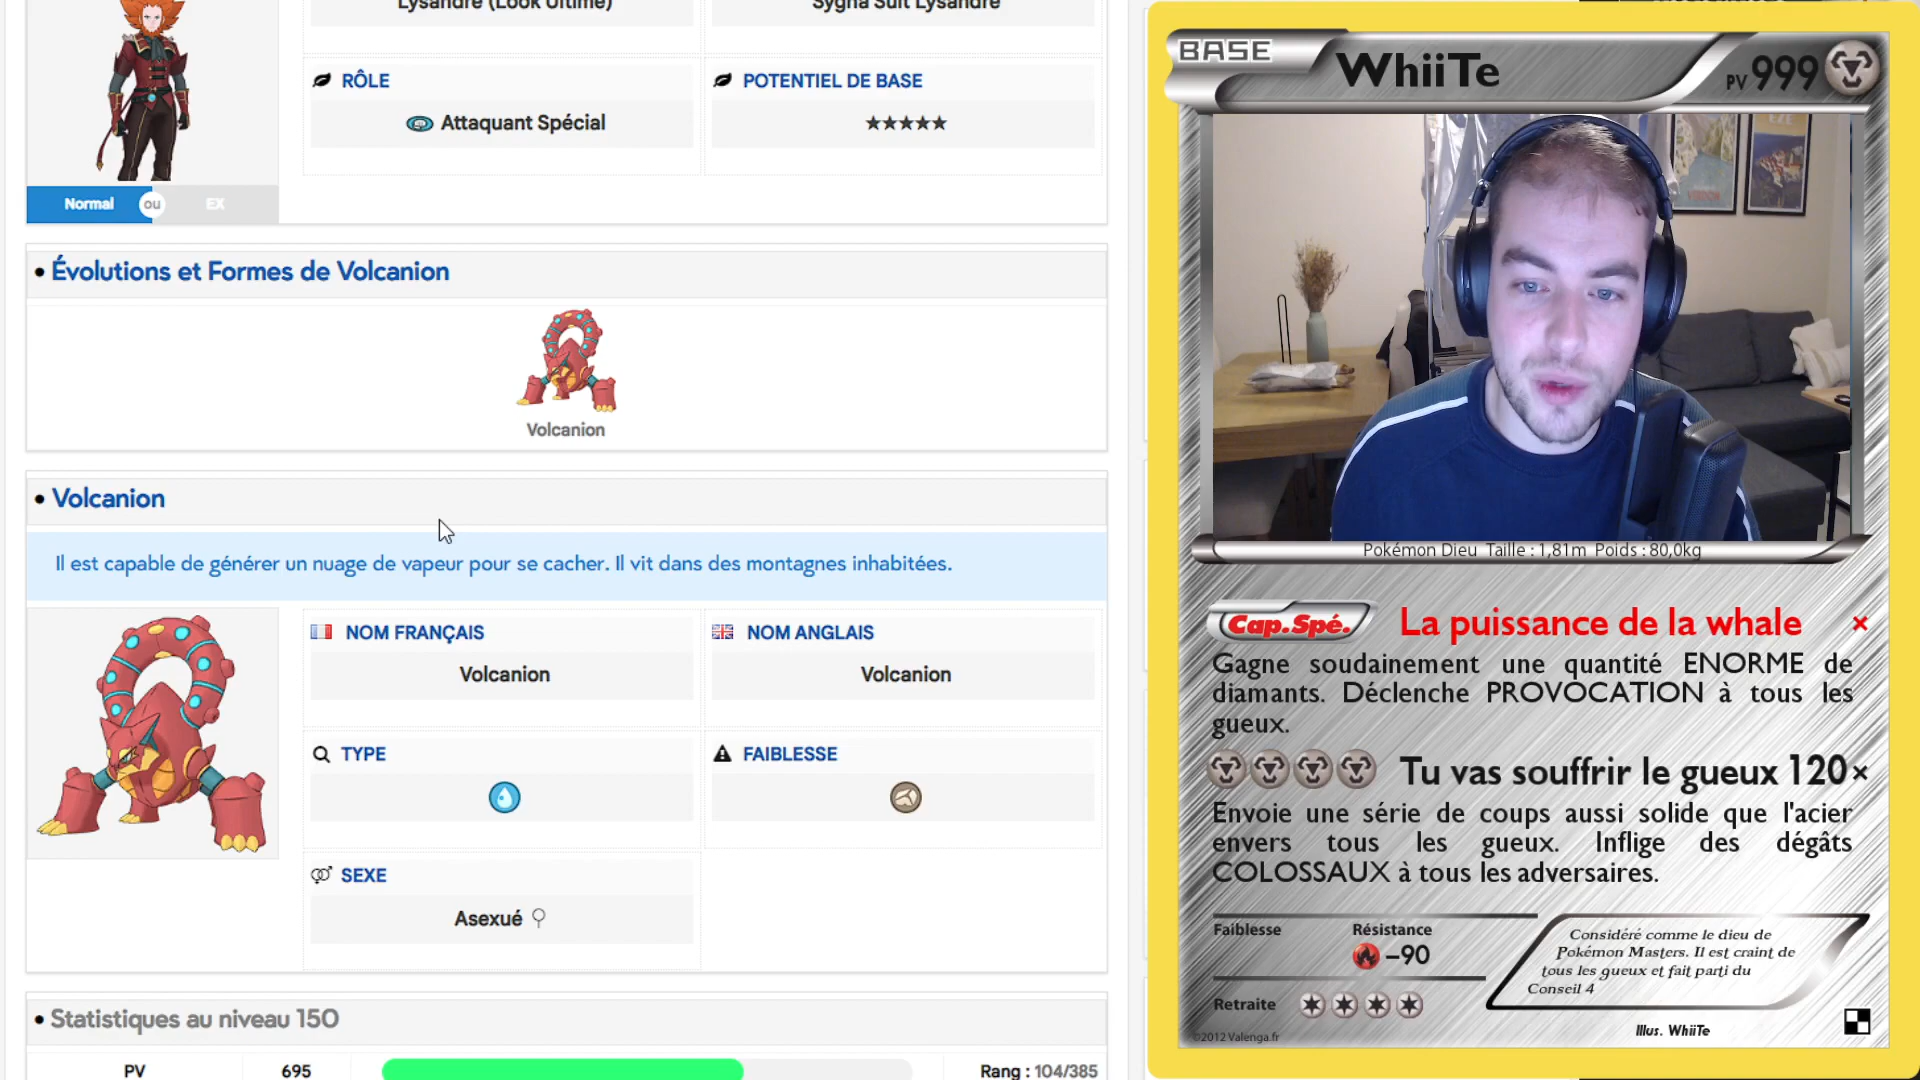 Lysandre (Look Ultime)
Sygna Suit Lysandre
RÔLE
POTENTIEL DE BASE
Attaquant Spécial
★★★★★
Normal ou EX
• Évolutions et Formes de Volcanion
Volcanion
• Volcanion
Il est capable de générer un nuage de vapeur pour se cacher. Il vit dans des montagnes inhabitées.
NOM FRANÇAIS
NOM ANGLAIS
Volcanion
Volcanion
TYPE
FAIBLESSE
SEXE
Asexué
• Statistiques au niveau 150
PV 695 Rang : 104/385
BASE
WhiiTe
PV 999
Pokémon Dieu Taille : 1,81m Poids : 80,0kg
Cap.Spé. La puissance de la whale ×
Gagne soudainement une quantité ENORME de
diamants. Déclenche PROVOCATION à tous les
gueux.
Tu vas souffrir le gueux 120×
Envoie une série de coups aussi solide que l'acier
envers tous les gueux. Inflige des dégâts
COLOSSAUX à tous les adversaires.
Faiblesse
Résistance
-90
Retraite
Considéré comme le dieu de
Pokémon Masters. Il est craint de
tous les gueux et fait parti du
Conseil 4
Illus. WhiiTe
©2012 Valenga.fr